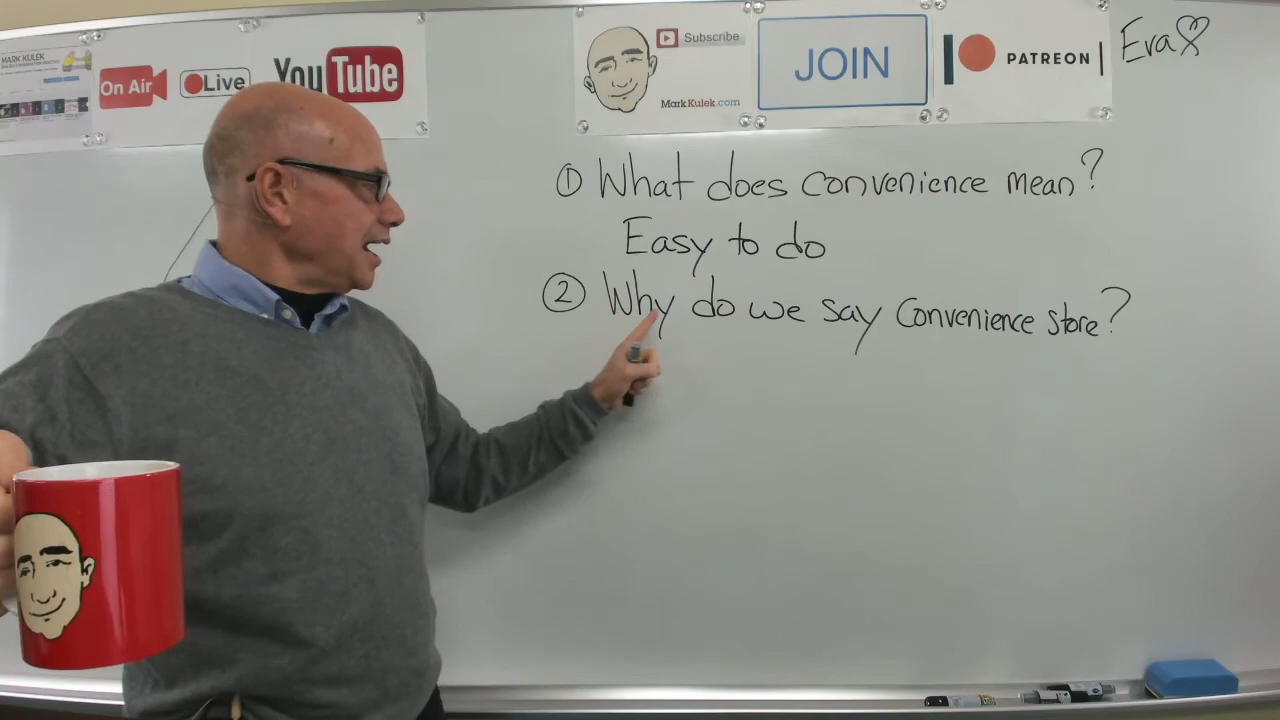 MARK KULEK
On Air
Live
YouTube
Subscribe
MarkKulek.com
JOIN
PATREON
Eva
① What does convenience mean?
Easy to do
② Why do we say convenience store?